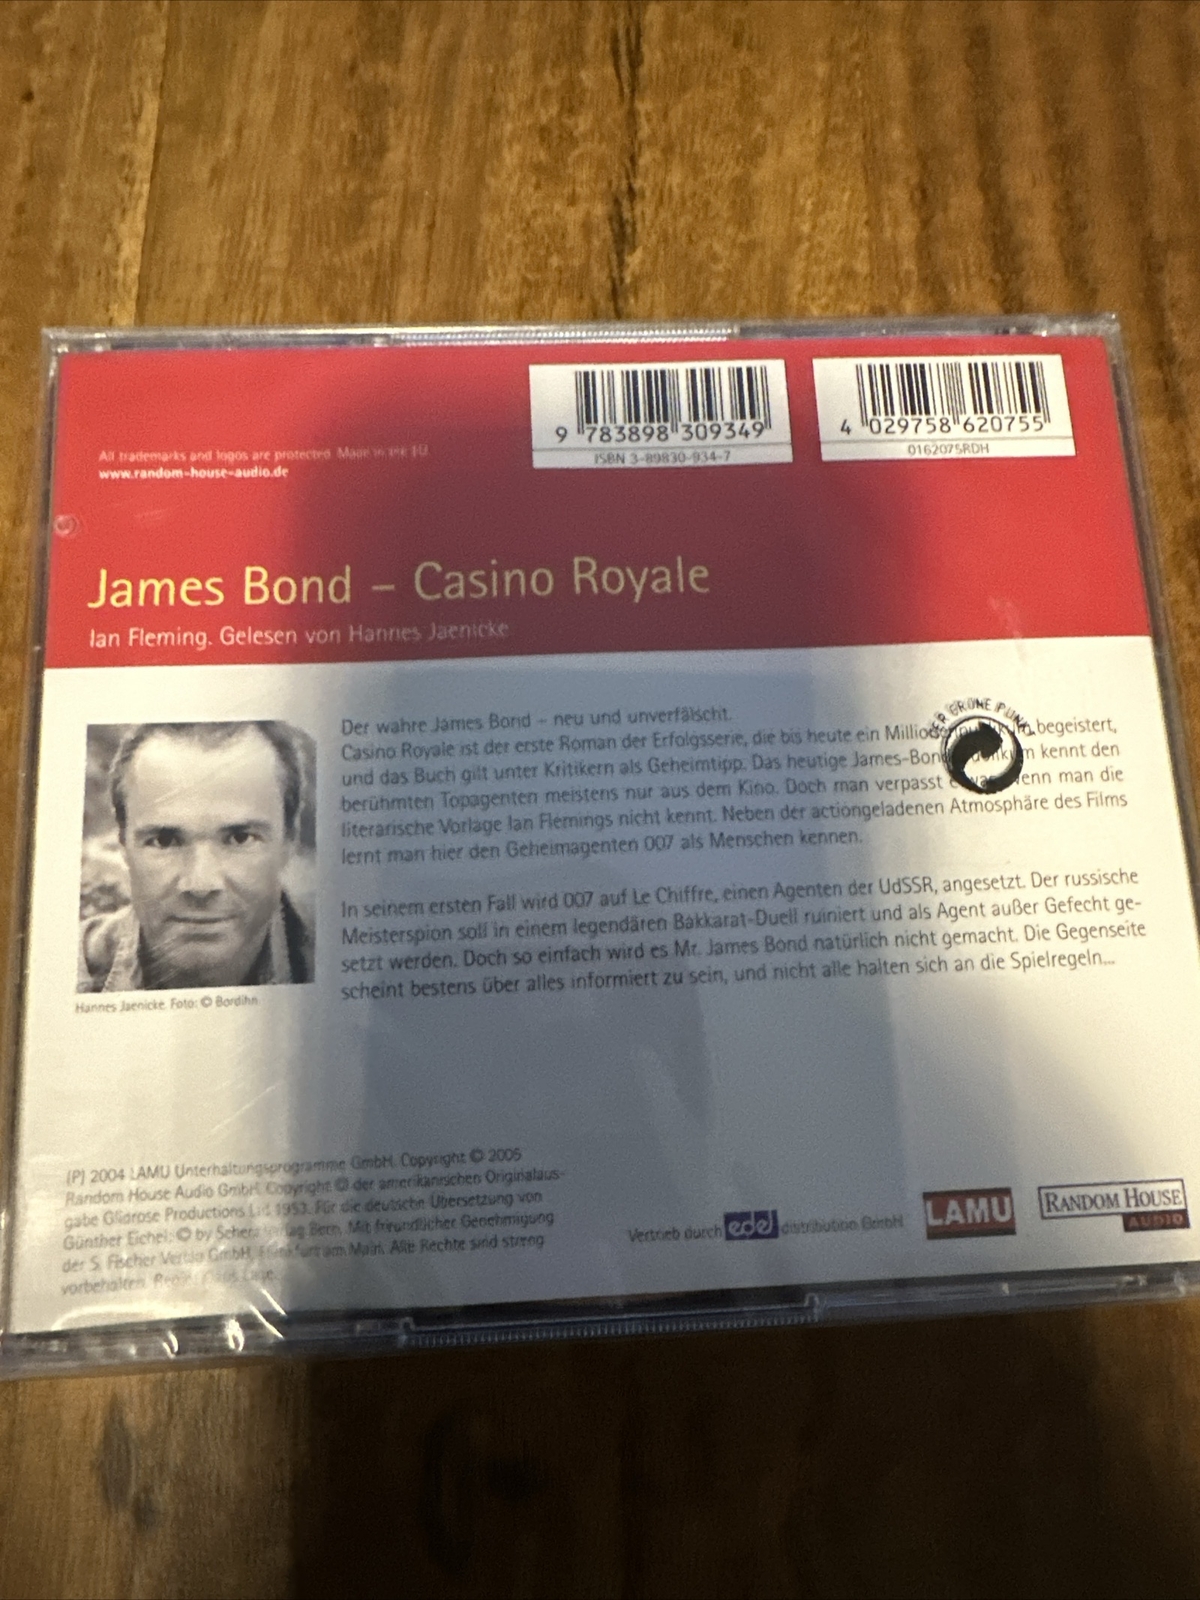 9 783898 309349
ISBN 3-89830-934-7
4 029758 620755
0162075RDH
All trademarks and logos are protected. Made in the EU
www.random-house-audio.de
James Bond – Casino Royale
Ian Fleming. Gelesen von Hannes Jaenicke
Der wahre James Bond – neu und unverfälscht.
Casino Royale ist der erste Roman der Erfolgsserie, die bis heute ein begeistert,
und das Buch gilt unter Kritikern als Geheimtipp. Das heutige kennt den
berühmten Topagenten meistens nur aus dem Kino. Doch man verpasst wenn man die
literarische Vorlage Ian Flemings nicht kennt. Neben der actiongeladenen Atmosphäre des Films
lernt man hier den Geheimagenten 007 als Menschen kennen.
DER GRÜNE PUNKT
In seinem ersten Fall wird 007 auf Le Chiffre, einen Agenten der UdSSR, angesetzt. Der russische
Meisterspion soll in einem legendären Bakkarat-Duell ruiniert und als Agent außer Gefecht ge-
setzt werden. Doch so einfach wird es Mr. James Bond natürlich nicht gemacht. Die Gegenseite
scheint bestens über alles informiert zu sein, und nicht alle halten sich an die Spielregeln...
Hannes Jaenicke. Foto: © Bordihn
(P) 2004 LAMU Unterhaltungsprogramme GmbH. Copyright © 2005
Random House Audio GmbH. Copyright © der amerikanischen Originalaus-
gabe Glidrose Productions Ltd. 1953. Für die deutsche Übersetzung von
Günther Eichel: © by Bern. Mit freundlicher Genehmigung
der S. Fischer Verlag GmbH, Frankfurt am Main. Alle Rechte sind streng
vorbehalten.
Vertrieb durch edel distribution GmbH
LAMU
RANDOM HOUSE
AUDIO